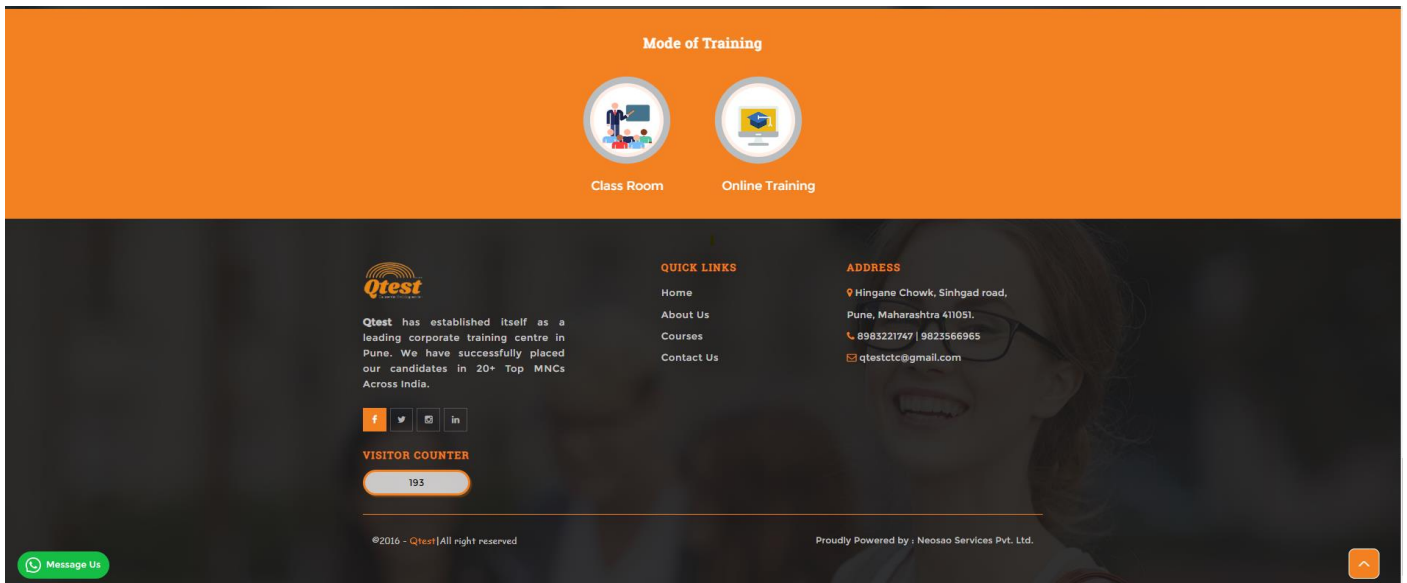 Mode of Training
Class Room
Online Training
Qtest
Qtest has established itself as a
leading corporate training centre in
Pune. We have successfully placed
our candidates in 20+ Top MNCs
Across India.
VISITOR COUNTER
193
QUICK LINKS
Home
About Us
Courses
Contact Us
ADDRESS
Hingane Chowk, Sinhgad road,
Pune, Maharashtra 411051.
8983221747 | 9823566965
qtestctc@gmail.com
©2016 - Qtest|All right reserved
Proudly Powered by : Neosao Services Pvt. Ltd.
Message Us